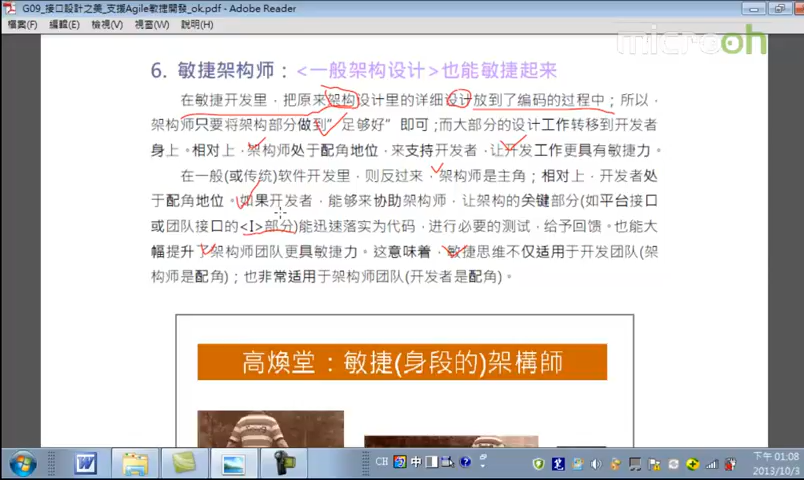 G09_接口設計之美_支援Agile敏捷開發_ok.pdf - Adobe Reader
檔案(F) 編輯(E) 檢視(V) 視窗(W) 說明(H)
microoh
6. 敏捷架构师：<一般架构设计>也能敏捷起来
在敏捷开发里，把原来架构设计里的详细设计放到了编码的过程中；所以，
架构师只要将架构部分做到"足够好"即可；而大部分的设计工作转移到开发者
身上。相对上，架构师处于配角地位，来支持开发者，让开发工作更具有敏捷力。
在一般(或传统)软件开发里，则反过来，架构师是主角；相对上，开发者处
于配角地位。如果开发者，能够来协助架构师，让架构的关键部分(如平台接口
或团队接口的<I>部分)能迅速落实为代码，进行必要的测试，给予回馈。也能大
幅提升了架构师团队更具敏捷力。这意味着，敏捷思维不仅适用于开发团队(架
构师是配角)；也非常适用于架构师团队(开发者是配角)。
高煥堂：敏捷(身段的)架構師
CH 中
下午 01:08
2013/10/3